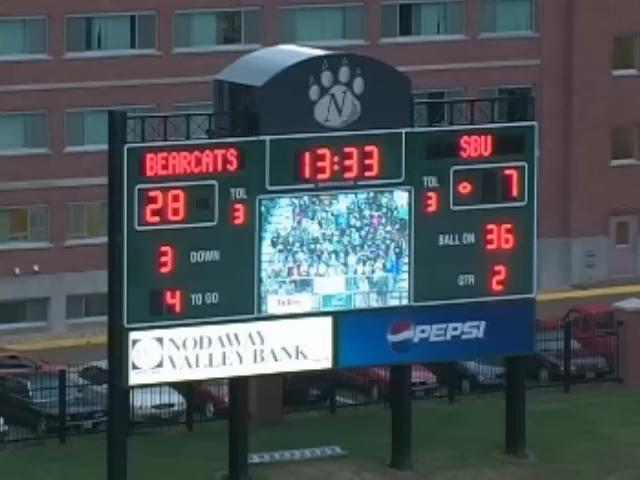 N
BEARCATS 13:33 SBU
28 TOL 3 TOL 3 7
3 DOWN BALL ON 36
4 TO GO QTR 2
NODAWAY
VALLEY BANK
PEPSI